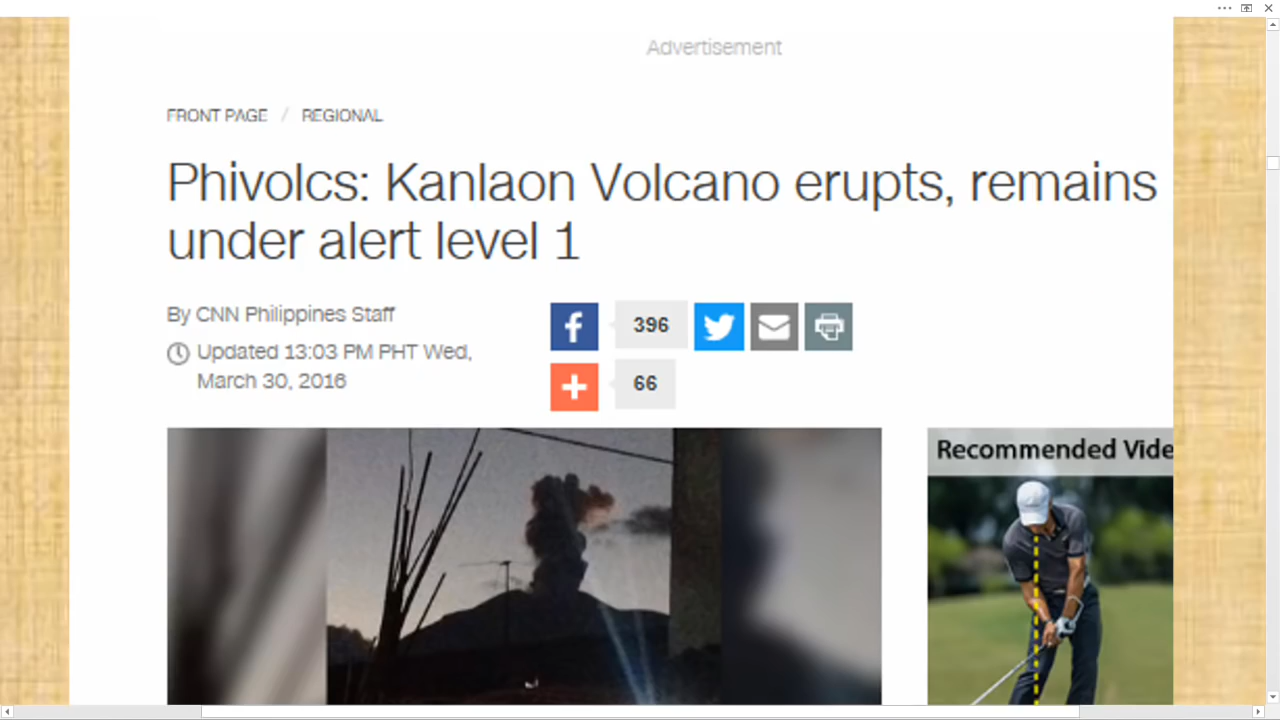 Advertisement
FRONT PAGE / REGIONAL
Phivolcs: Kanlaon Volcano erupts, remains
under alert level 1
By CNN Philippines Staff
Updated 13:03 PM PHT Wed,
March 30, 2016
396
66
Recommended Vide